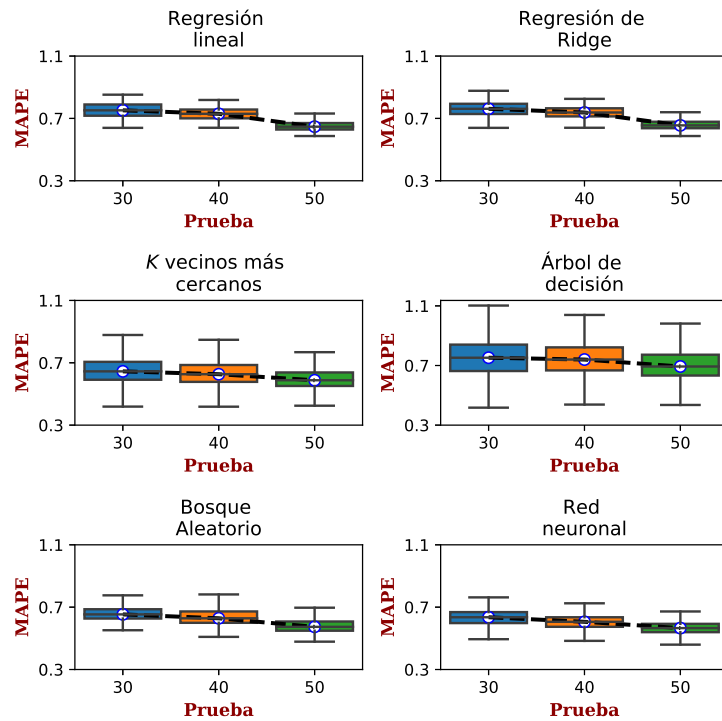 Regresión
lineal
1.1
0.7
0.3
MAPE
30 40 50
Prueba
Regresión de
Ridge
1.1
0.7
0.3
MAPE
30 40 50
Prueba
K vecinos más
cercanos
1.1
0.7
0.3
MAPE
30 40 50
Prueba
Árbol de
decisión
1.1
0.7
0.3
MAPE
30 40 50
Prueba
Bosque
Aleatorio
1.1
0.7
0.3
MAPE
30 40 50
Prueba
Red
neuronal
1.1
0.7
0.3
MAPE
30 40 50
Prueba